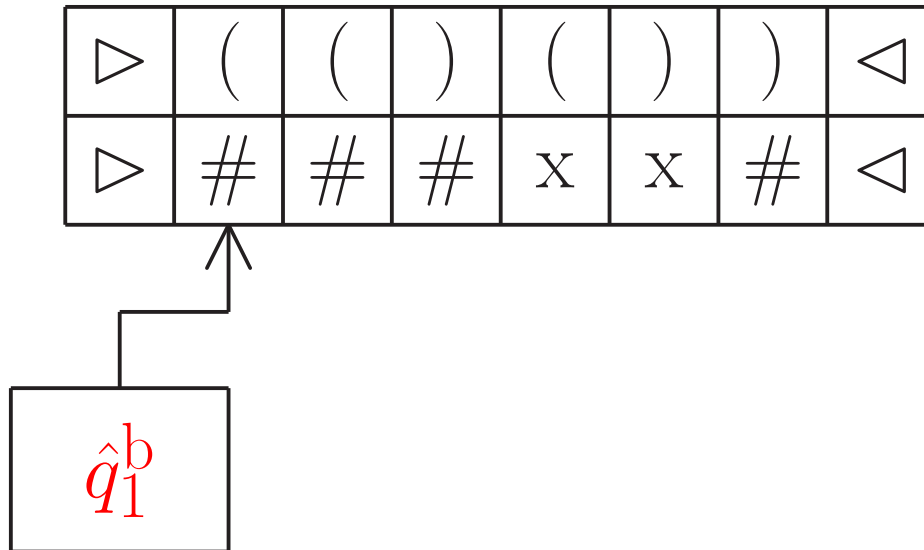 ▷ ( ( ) ( ) ) ◁
▷ # # # x x # ◁
q̂₁ᵇ